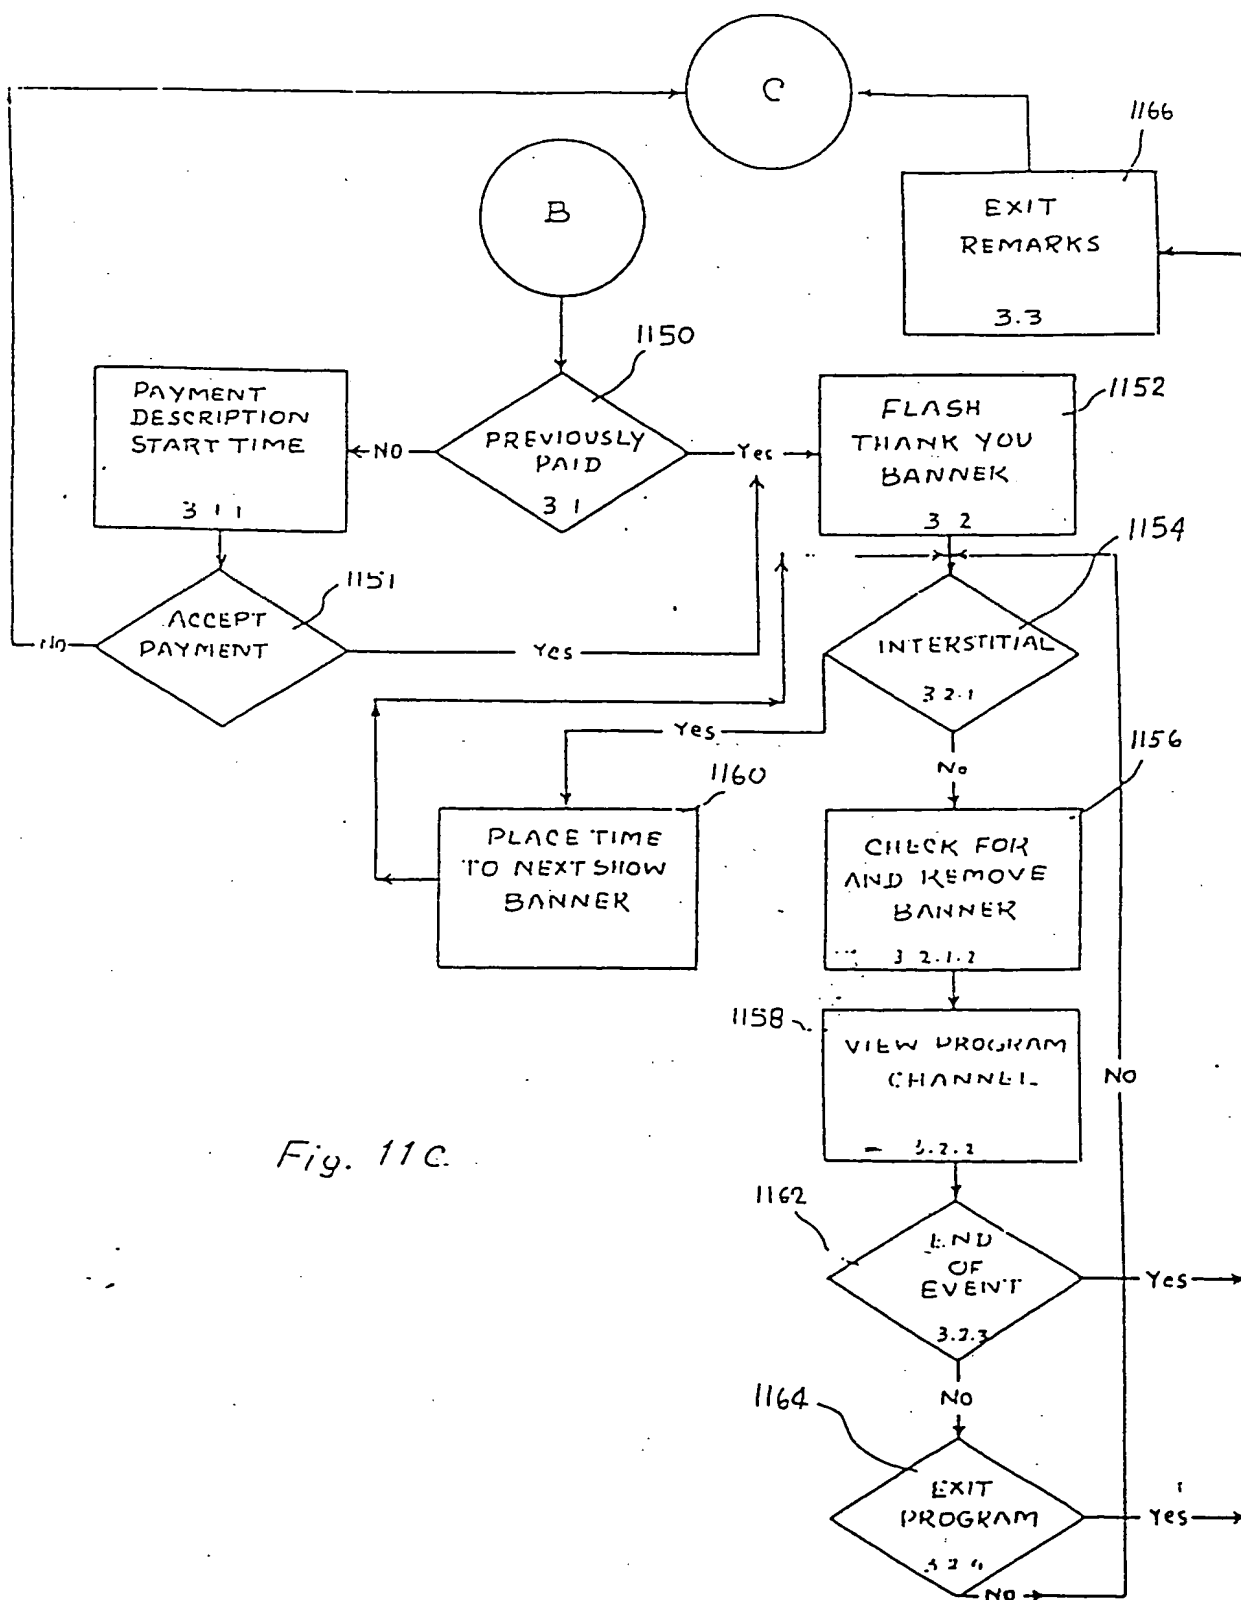 C
1166
EXIT
REMARKS
3.3
B
1150
PREVIOUSLY
PAID
3 1
NO
Yes
PAYMENT
DESCRIPTION
START TIME
3 1 1
1152
FLASH
THANK YOU
BANNER
3 2
1151
ACCEPT
PAYMENT
No
Yes
1154
INTERSTITIAL
3 2.1
Yes
No
1160
PLACE TIME
TO NEXT SHOW
BANNER
1156
CHECK FOR
AND REMOVE
BANNER
3 2.1.2
1158
VIEW PROGRAM
CHANNEL
3.2.2
NO
Fig. 11C.
1162
END
OF
EVENT
3.2.3
Yes
NO
1164
EXIT
PROGRAM
3 2 4
Yes
NO